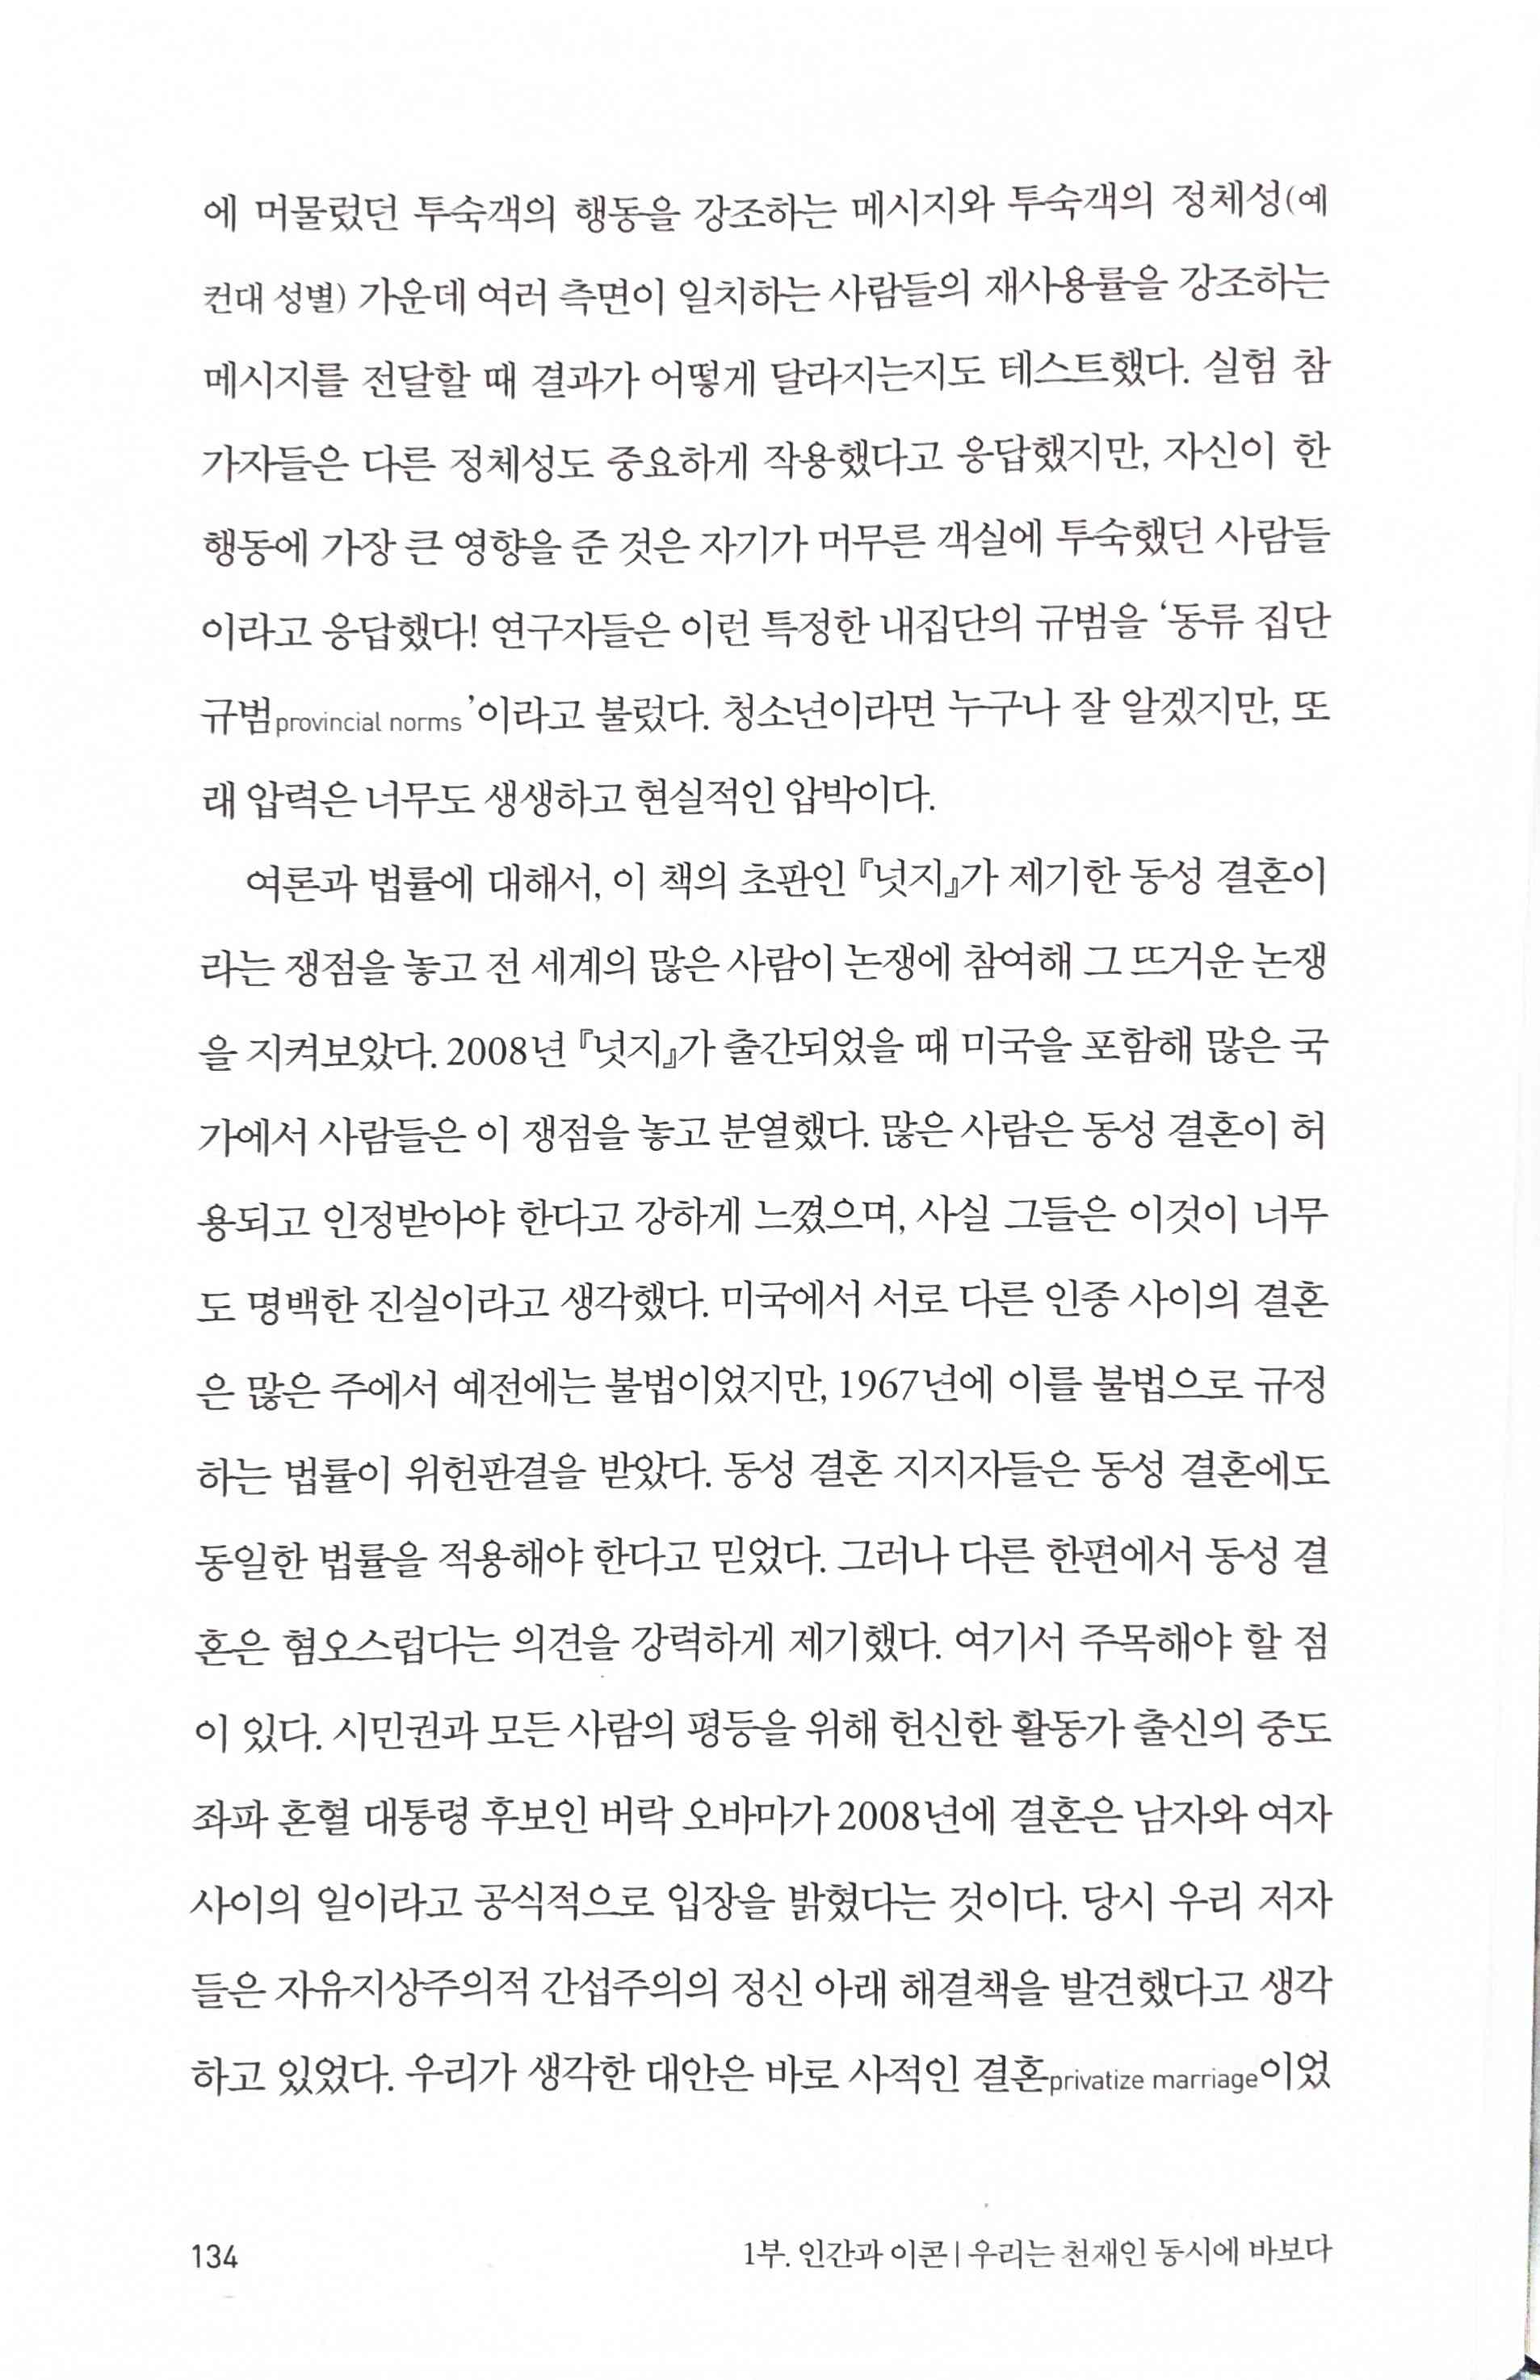 에 머물렀던 투숙객의 행동을 강조하는 메시지와 투숙객의 정체성(예
컨대 성별) 가운데 여러 측면이 일치하는 사람들의 재사용률을 강조하는
메시지를 전달할 때 결과가 어떻게 달라지는지도 테스트했다. 실험 참
가자들은 다른 정체성도 중요하게 작용했다고 응답했지만, 자신이 한
행동에 가장 큰 영향을 준 것은 자기가 머무른 객실에 투숙했던 사람들
이라고 응답했다! 연구자들은 이런 특정한 내집단의 규범을 ‘동류 집단
규범provincial norms’이라고 불렀다. 청소년이라면 누구나 잘 알겠지만, 또
래 압력은 너무도 생생하고 현실적인 압박이다.
여론과 법률에 대해서, 이 책의 초판인 『넛지』가 제기한 동성 결혼이
라는 쟁점을 놓고 전 세계의 많은 사람이 논쟁에 참여해 그 뜨거운 논쟁
을 지켜보았다. 2008년 『넛지』가 출간되었을 때 미국을 포함해 많은 국
가에서 사람들은 이 쟁점을 놓고 분열했다. 많은 사람은 동성 결혼이 허
용되고 인정받아야 한다고 강하게 느꼈으며, 사실 그들은 이것이 너무
도 명백한 진실이라고 생각했다. 미국에서 서로 다른 인종 사이의 결혼
은 많은 주에서 예전에는 불법이었지만, 1967년에 이를 불법으로 규정
하는 법률이 위헌판결을 받았다. 동성 결혼 지지자들은 동성 결혼에도
동일한 법률을 적용해야 한다고 믿었다. 그러나 다른 한편에서 동성 결
혼은 혐오스럽다는 의견을 강력하게 제기했다. 여기서 주목해야 할 점
이 있다. 시민권과 모든 사람의 평등을 위해 헌신한 활동가 출신의 중도
좌파 혼혈 대통령 후보인 버락 오바마가 2008년에 결혼은 남자와 여자
사이의 일이라고 공식적으로 입장을 밝혔다는 것이다. 당시 우리 저자
들은 자유지상주의적 간섭주의의 정신 아래 해결책을 발견했다고 생각
하고 있었다. 우리가 생각한 대안은 바로 사적인 결혼privatize marriage이었
134
1부. 인간과 이콘 | 우리는 천재인 동시에 바보다